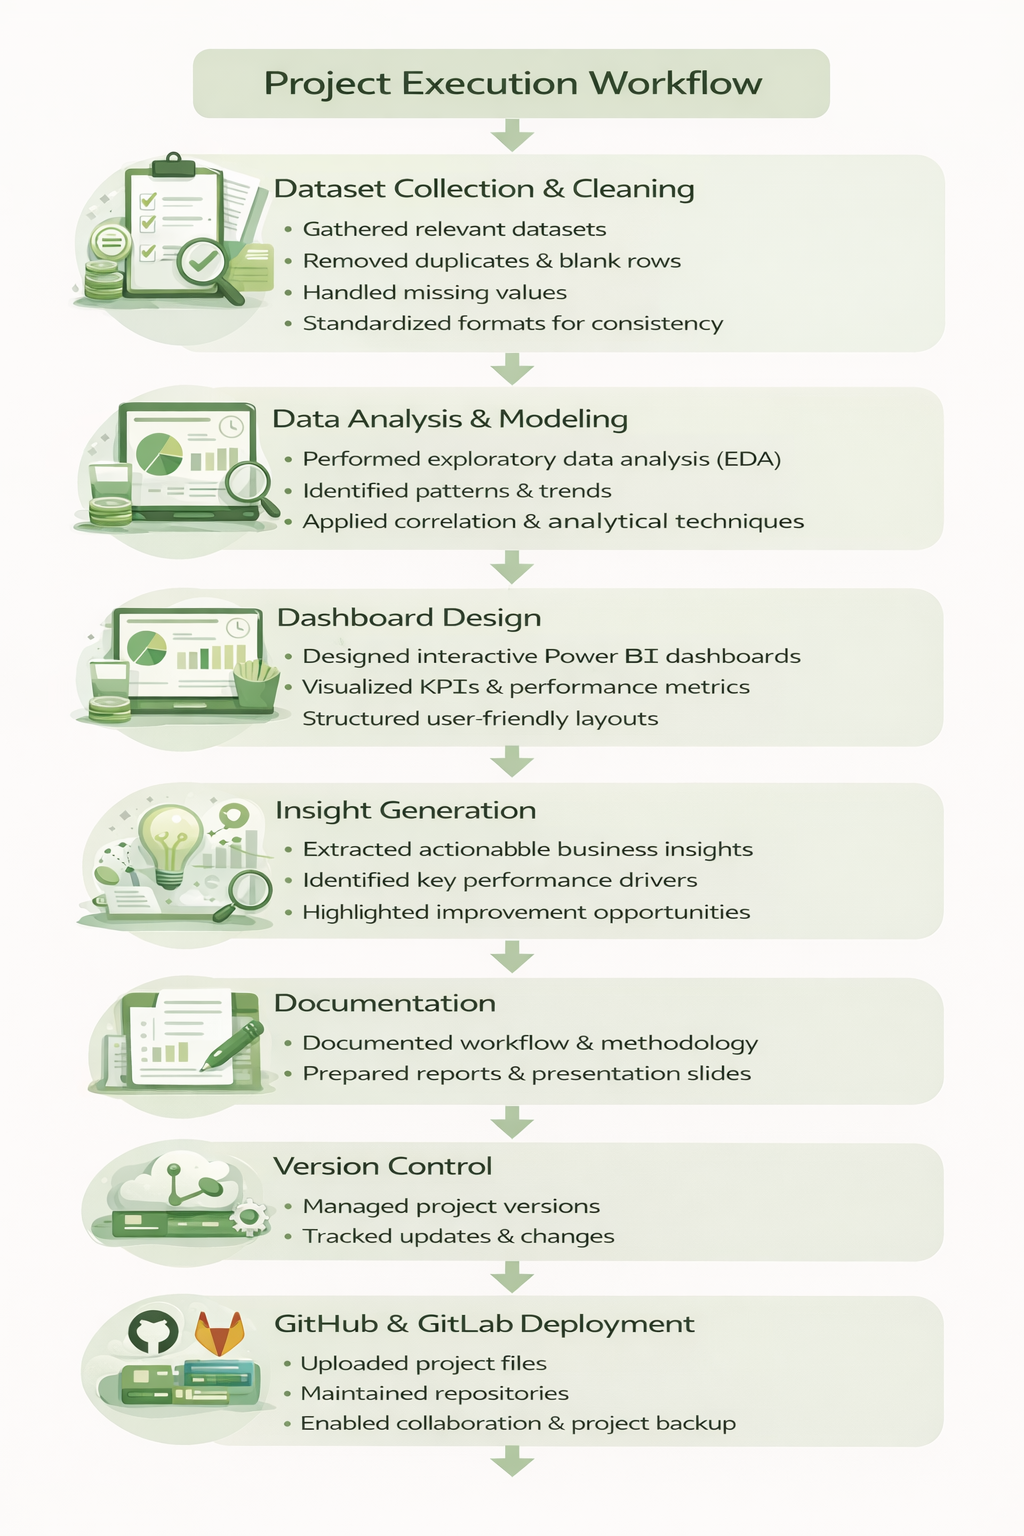 Project Execution Workflow
Dataset Collection & Cleaning
• Gathered relevant datasets
• Removed duplicates & blank rows
• Handled missing values
• Standardized formats for consistency
Data Analysis & Modeling
• Performed exploratory data analysis (EDA)
• Identified patterns & trends
• Applied correlation & analytical techniques
Dashboard Design
• Designed interactive Power BI dashboards
• Visualized KPIs & performance metrics
Structured user-friendly layouts
Insight Generation
• Extracted actionabble business insights
• Identified key performance drivers
• Highlighted improvement opportunities
Documentation
• Documented workflow & methodology
• Prepared reports & presentation slides
Version Control
• Managed project versions
• Tracked updates & changes
GitHub & GitLab Deployment
• Uploaded project files
• Maintained repositories
• Enabled collaboration & project backup